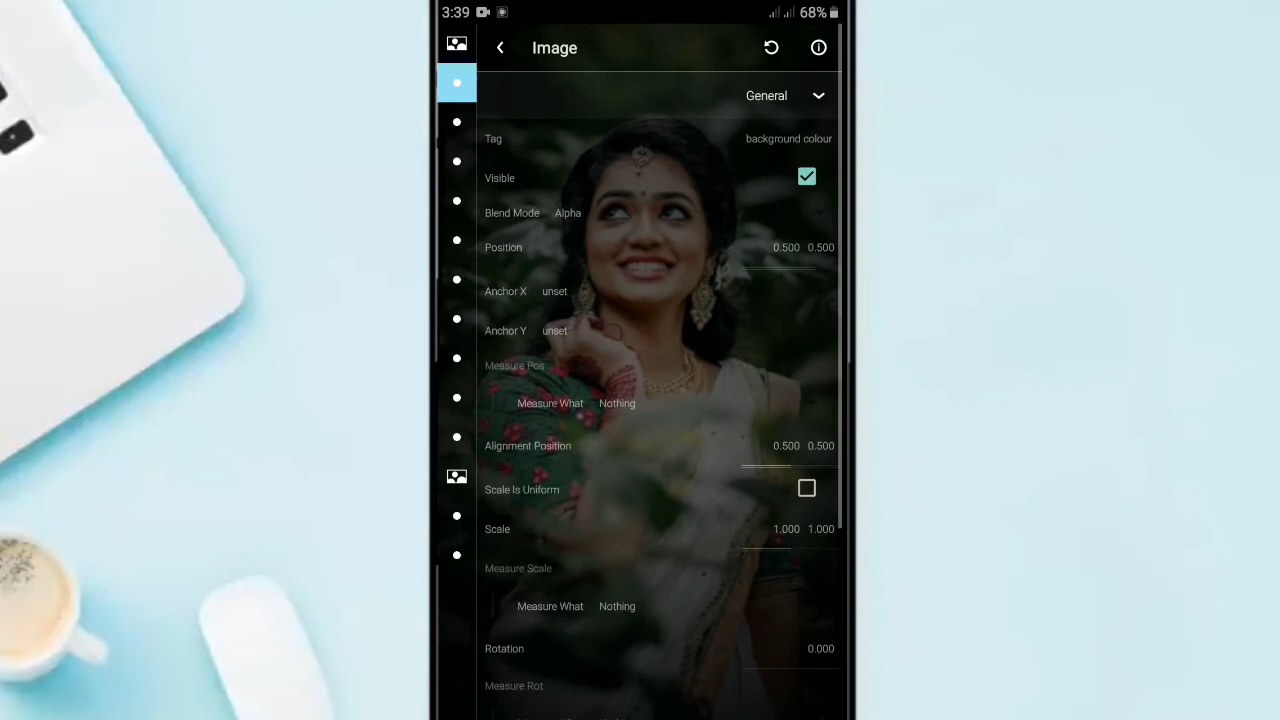 3:39 68%
Image
General
Tag background colour
Visible
Blend Mode Alpha
Position 0.500 0.500
Anchor X unset
Anchor Y unset
Measure Pos
Measure What Nothing
Alignment Position 0.500 0.500
Scale Is Uniform
Scale 1.000 1.000
Measure Scale
Measure What Nothing
Rotation 0.000
Measure Rot